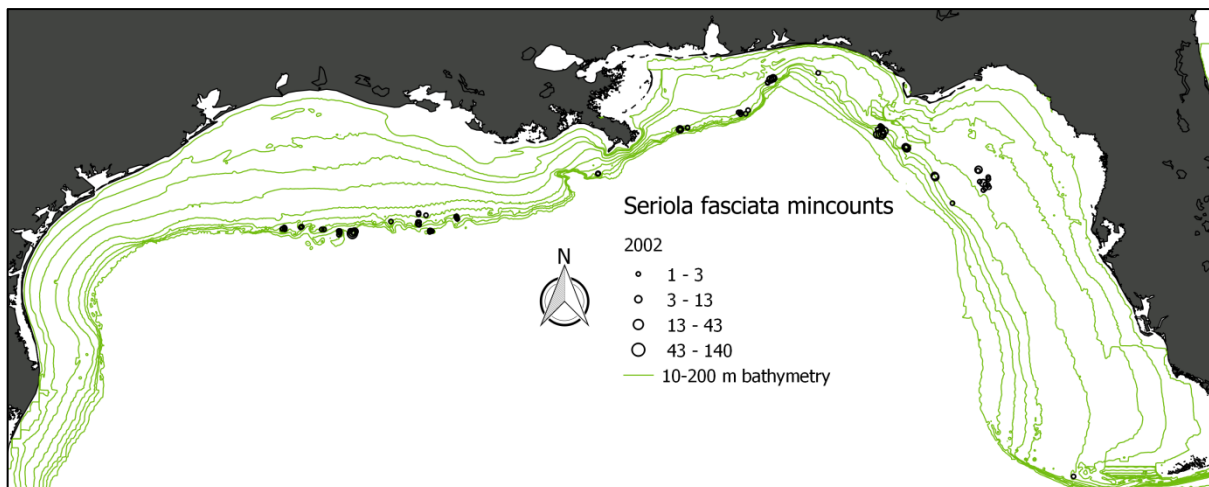 Seriola fasciata mincounts
2002
1 - 3
N
3 - 13
13 - 43
43 - 140
10-200 m bathymetry